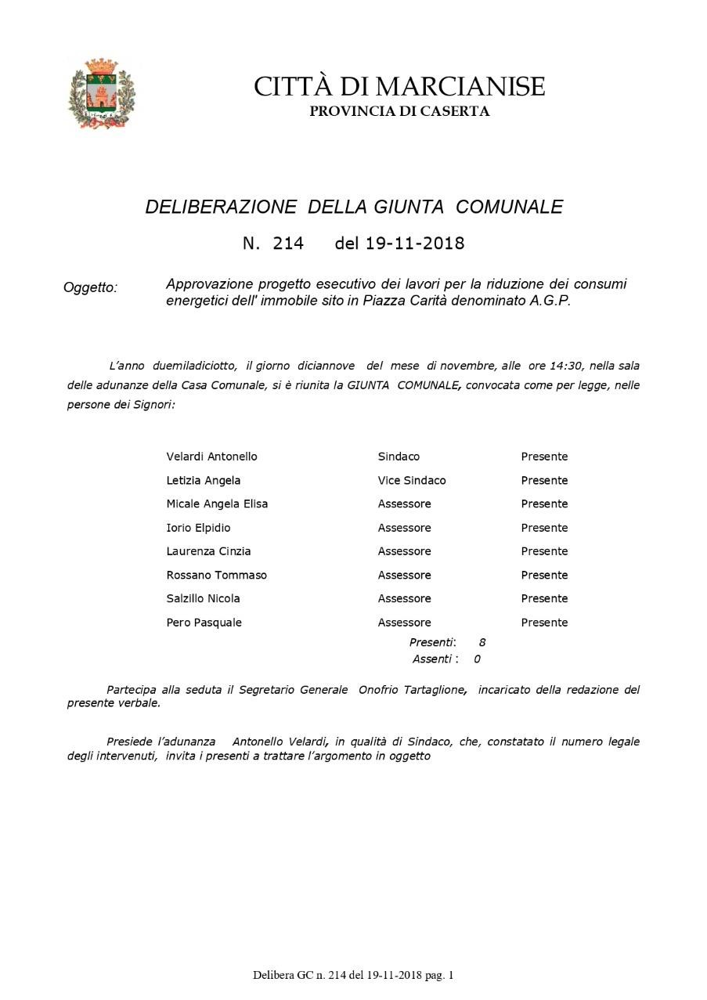 CITTÀ DI MARCIANISE
PROVINCIA DI CASERTA
DELIBERAZIONE DELLA GIUNTA COMUNALE
N. 214 del 19-11-2018
Oggetto: Approvazione progetto esecutivo dei lavori per la riduzione dei consumi
energetici dell' immobile sito in Piazza Carità denominato A.G.P.
L’anno duemiladiciotto, il giorno diciannove del mese di novembre, alle ore 14:30, nella sala
delle adunanze della Casa Comunale, si è riunita la GIUNTA COMUNALE, convocata come per legge, nelle
persone dei Signori:
Velardi Antonello Sindaco Presente
Letizia Angela Vice Sindaco Presente
Micale Angela Elisa Assessore Presente
Iorio Elpidio Assessore Presente
Laurenza Cinzia Assessore Presente
Rossano Tommaso Assessore Presente
Salzillo Nicola Assessore Presente
Pero Pasquale Assessore Presente
Presenti: 8
Assenti : 0
Partecipa alla seduta il Segretario Generale Onofrio Tartaglione, incaricato della redazione del
presente verbale.
Presiede l’adunanza Antonello Velardi, in qualità di Sindaco, che, constatato il numero legale
degli intervenuti, invita i presenti a trattare l’argomento in oggetto
Delibera GC n. 214 del 19-11-2018 pag. 1